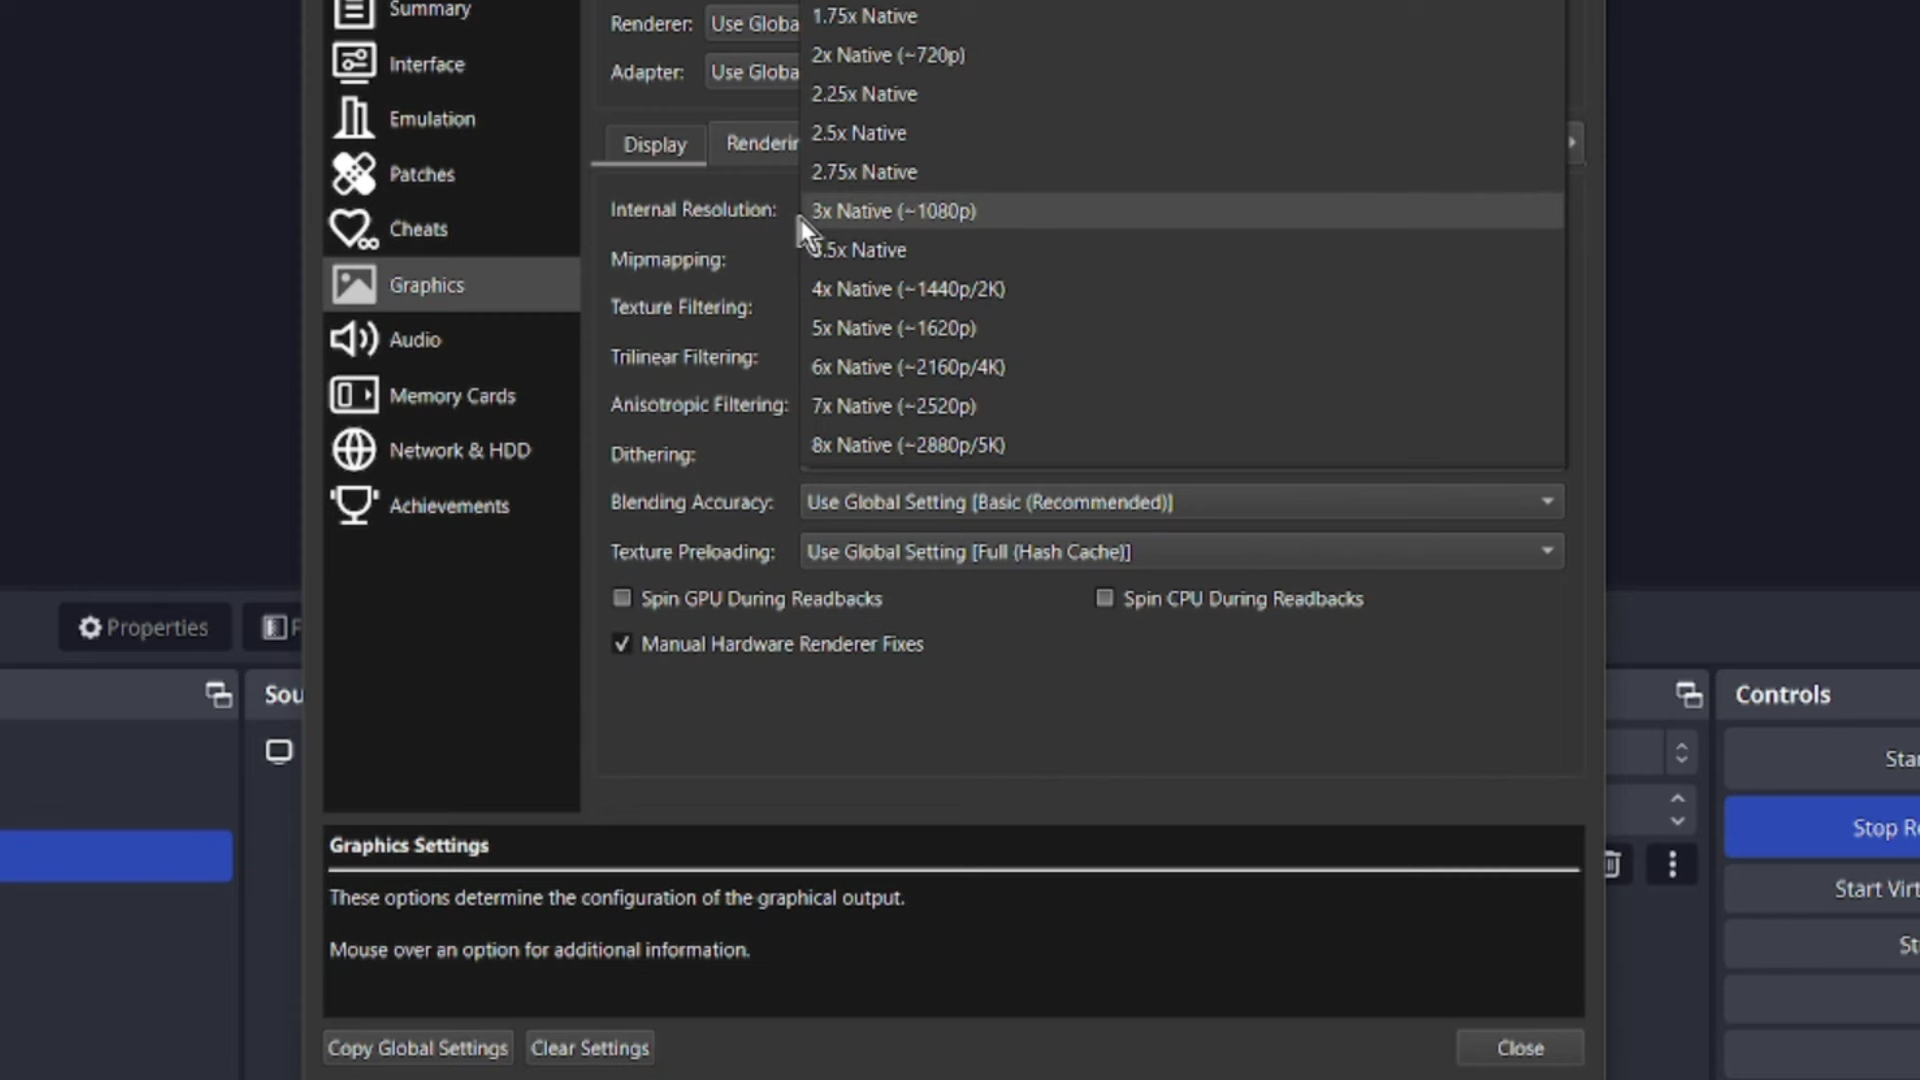 Summary
Interface
Emulation
Patches
Cheats
Graphics
Audio
Memory Cards
Network & HDD
Achievements
Renderer: Use Globa
Adapter: Use Globa
Display Renderin
Internal Resolution:
Mipmapping:
Texture Filtering:
Trilinear Filtering:
Anisotropic Filtering:
Dithering:
1.75x Native
2x Native (~720p)
2.25x Native
2.5x Native
2.75x Native
3x Native (~1080p)
.5x Native
4x Native (~1440p/2K)
5x Native (~1620p)
6x Native (~2160p/4K)
7x Native (~2520p)
8x Native (~2880p/5K)
Blending Accuracy: Use Global Setting [Basic (Recommended)]
Texture Preloading: Use Global Setting [Full (Hash Cache)]
Spin GPU During Readbacks Spin CPU During Readbacks
Manual Hardware Renderer Fixes
Graphics Settings
These options determine the configuration of the graphical output.
Mouse over an option for additional information.
Copy Global Settings Clear Settings Close
Properties F
Sou
Controls
Star
Stop Re
Start Virt
St